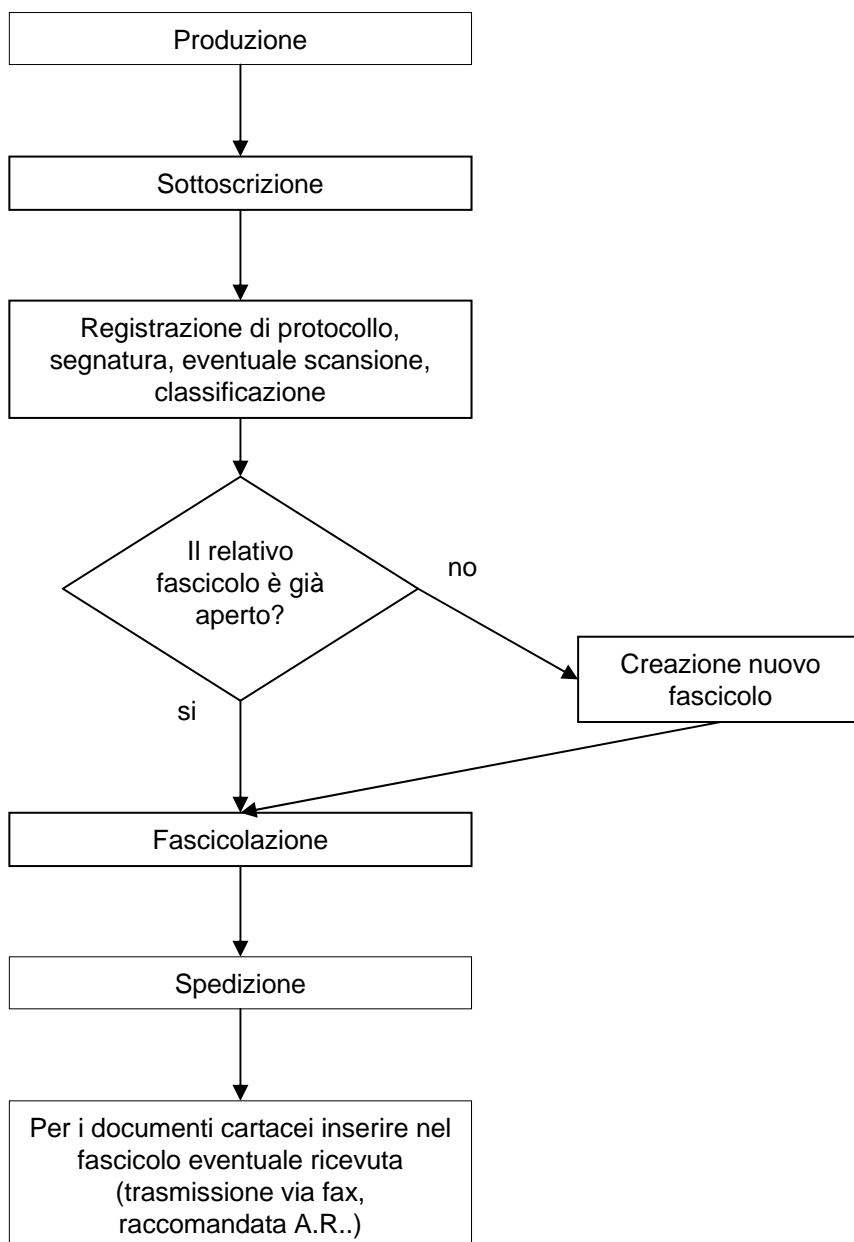 Produzione
Sottoscrizione
Registrazione di protocollo,
segnatura, eventuale scansione,
classificazione
Il relativo
fascicolo è già
aperto?
no
Creazione nuovo
fascicolo
si
Fascicolazione
Spedizione
Per i documenti cartacei inserire nel
fascicolo eventuale ricevuta
(trasmissione via fax,
raccomandata A.R..)